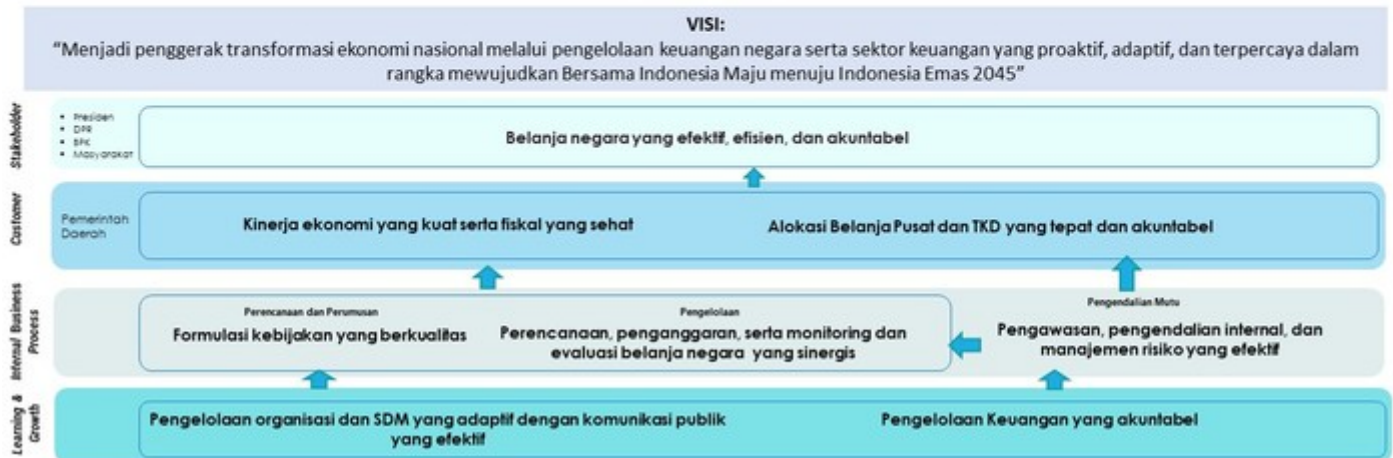 VISI:
“Menjadi penggerak transformasi ekonomi nasional melalui pengelolaan keuangan negara serta sektor keuangan yang proaktif, adaptif, dan terpercaya dalam
rangka mewujudkan Bersama Indonesia Maju menuju Indonesia Emas 2045”
Stakeholder
• Presiden
• DPR
• BPK
• Masyarakat
Belanja negara yang efektif, efisien, dan akuntabel
Customer
Pemerintah
Daerah
Kinerja ekonomi yang kuat serta fiskal yang sehat
Alokasi Belanja Pusat dan TKD yang tepat dan akuntabel
Internal Business
Process
Perencanaan dan Perumusan
Formulasi kebijakan yang berkualitas
Pengelolaan
Perencanaan, penganggaran, serta monitoring dan
evaluasi belanja negara yang sinergis
Pengendalian Mutu
Pengawasan, pengendalian internal, dan
manajemen risiko yang efektif
Learning &
Growth
Pengelolaan organisasi dan SDM yang adaptif dengan komunikasi publik
yang efektif
Pengelolaan Keuangan yang akuntabel